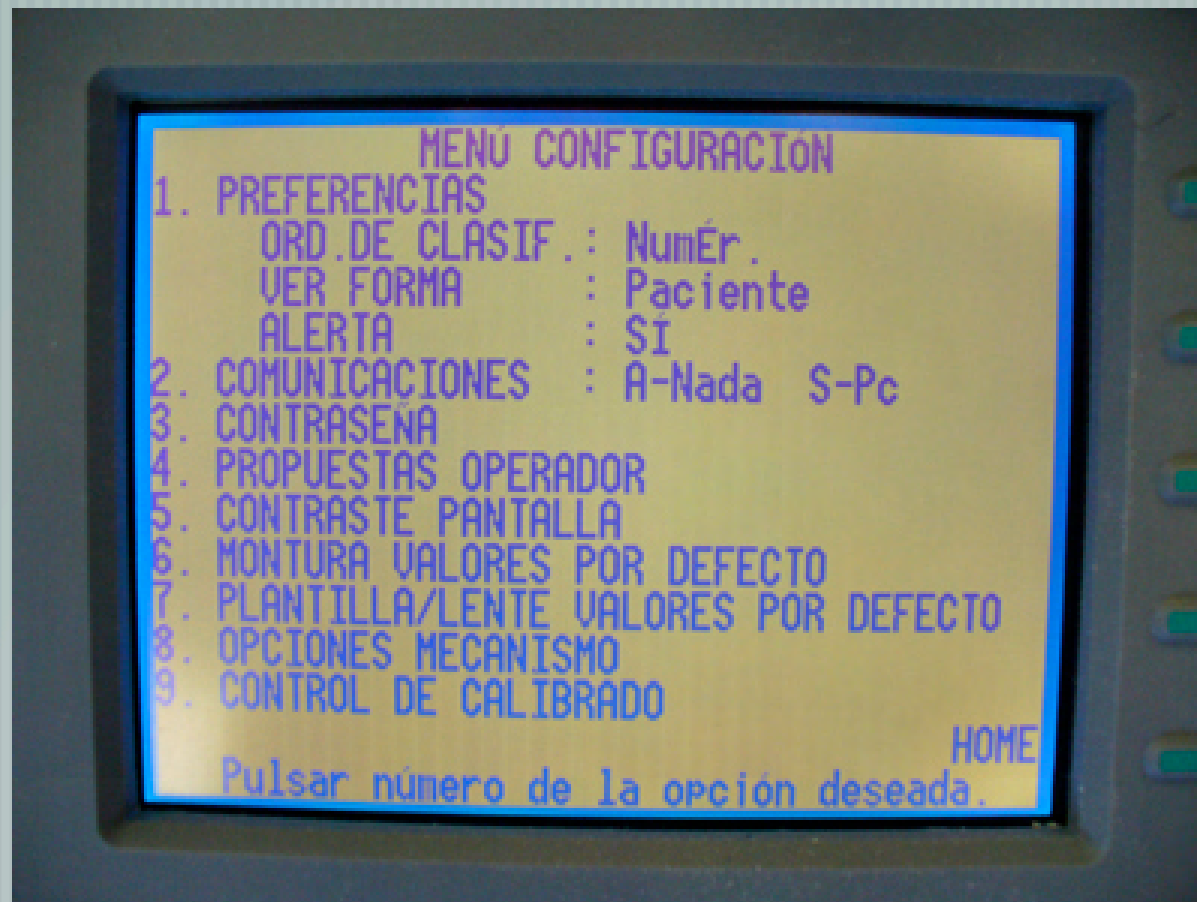 MENÚ CONFIGURACIÓN
1. PREFERENCIAS
ORD.DE CLASIF.: NumÉr.
VER FORMA : Paciente
ALERTA : SÍ
2. COMUNICACIONES : A-Nada S-Pc
3. CONTRASEÑA
4. PROPUESTAS OPERADOR
5. CONTRASTE PANTALLA
6. MONTURA VALORES POR DEFECTO
7. PLANTILLA/LENTE VALORES POR DEFECTO
8. OPCIONES MECANISMO
9. CONTROL DE CALIBRADO
HOME
Pulsar número de la opción deseada.